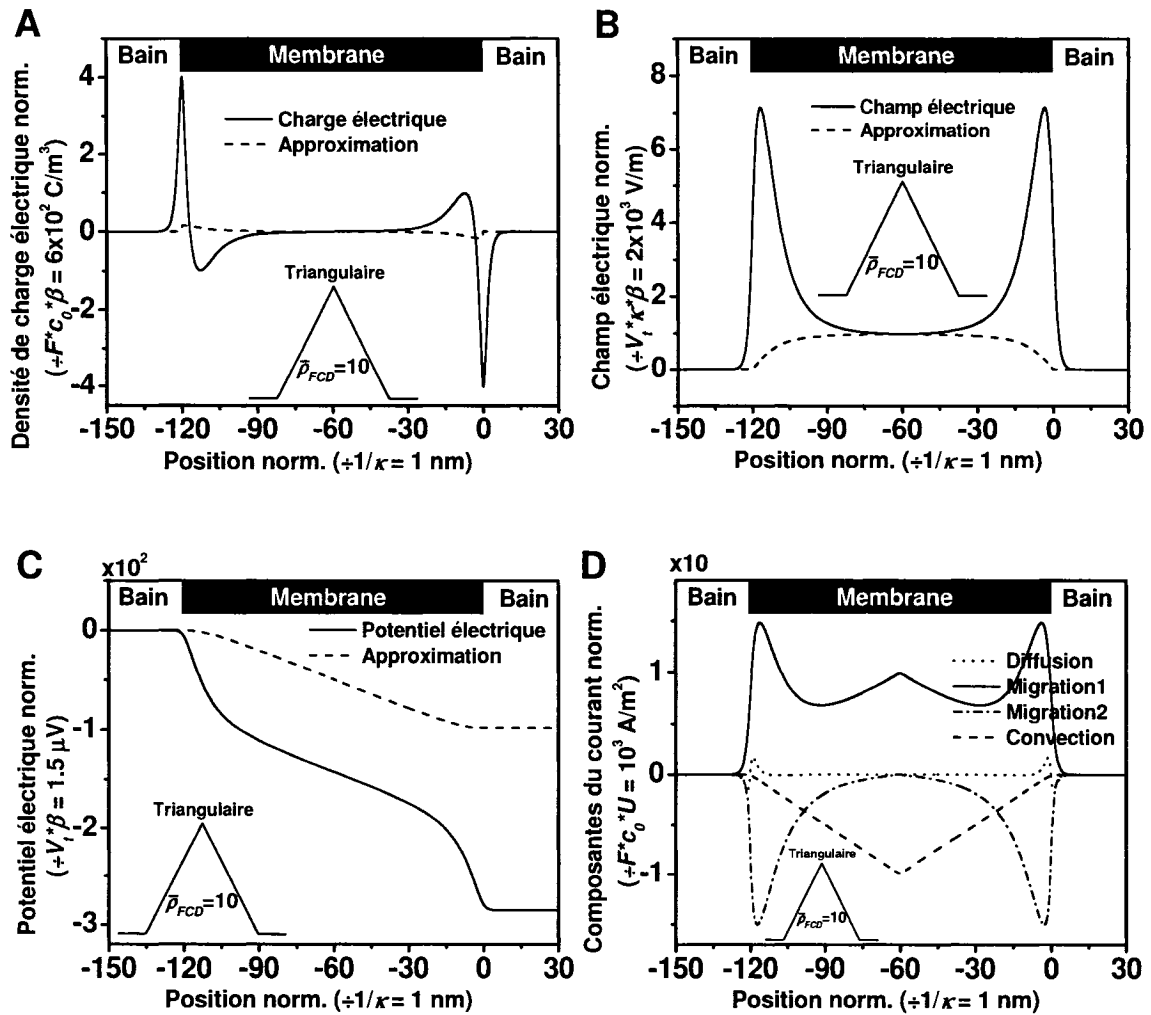 A
Bain Membrane Bain
Densité de charge électrique norm.
(÷F*c₀*β = 6x10² C/m³)
4
2
0
-2
-4
Charge électrique
Approximation
Triangulaire
ρ̄FCD=10
-150 -120 -90 -60 -30 0 30
Position norm. (÷1/κ = 1 nm)
B
Bain Membrane Bain
Champ électrique norm.
(÷Vₜ*κ*β = 2x10³ V/m)
8
6
4
2
0
Champ électrique
Approximation
Triangulaire
ρ̄FCD=10
-150 -120 -90 -60 -30 0 30
Position norm. (÷1/κ = 1 nm)
C
x10²
Bain Membrane Bain
Potentiel électrique norm.
(÷Vₜ*β = 1.5 μV)
0
-1
-2
-3
Potentiel électrique
Approximation
Triangulaire
ρ̄FCD=10
-150 -120 -90 -60 -30 0 30
Position norm. (÷1/κ = 1 nm)
D
x10
Bain Membrane Bain
Composantes du courant norm.
(÷F*c₀*U = 10³ A/m²)
1
0
-1
Diffusion
Migration1
Migration2
Convection
Triangulaire
ρ̄FCD=10
-150 -120 -90 -60 -30 0 30
Position norm. (÷1/κ = 1 nm)